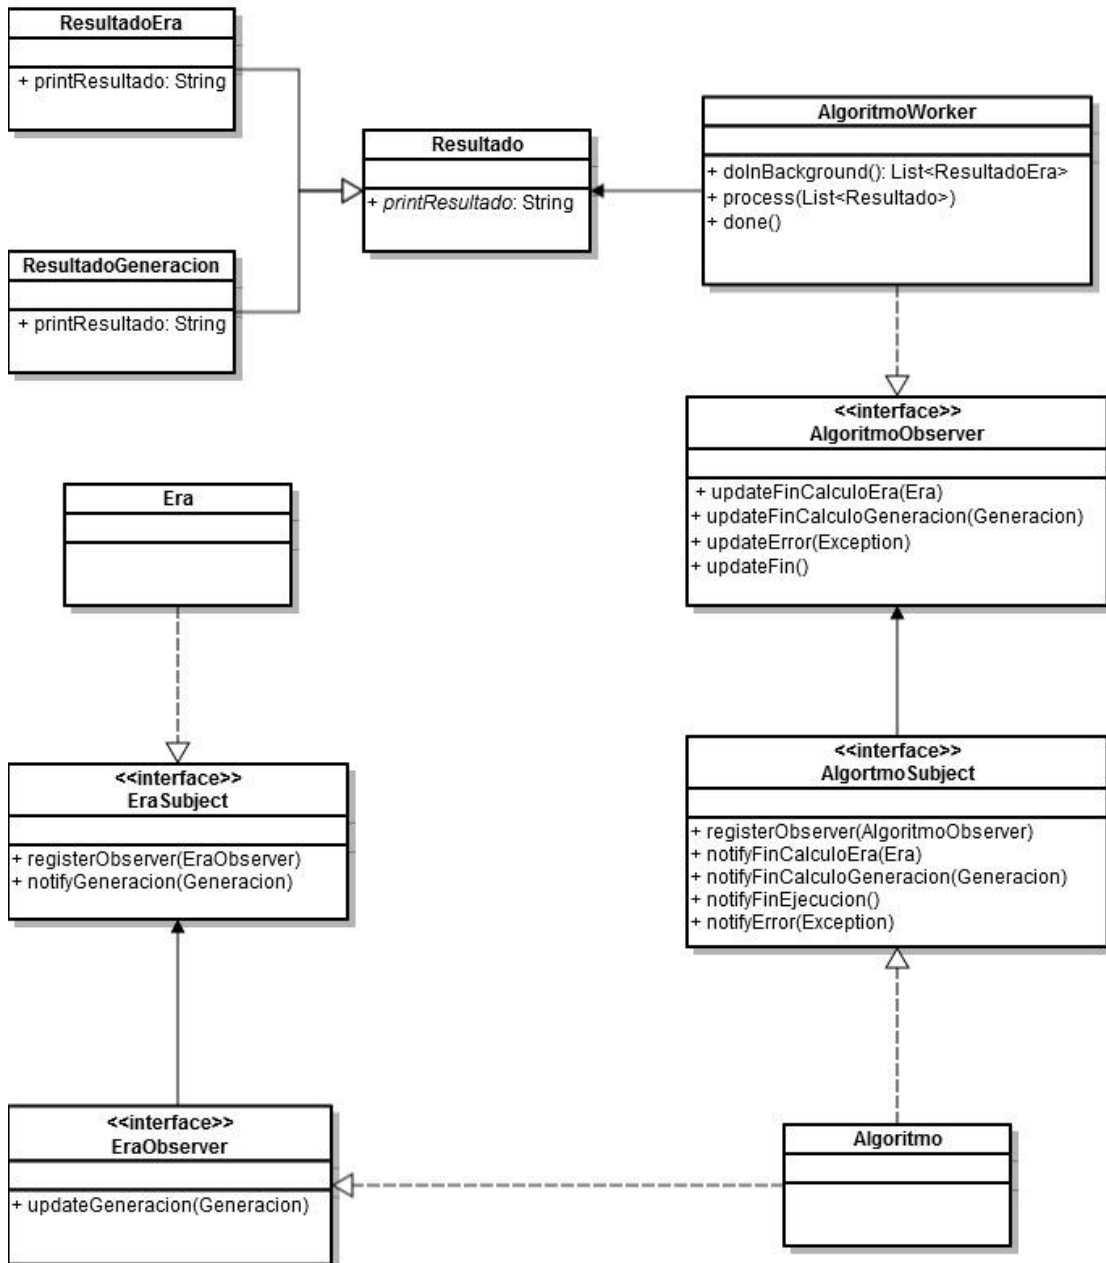 ResultadoEra
+ printResultado: String
Resultado
+ printResultado: String
AlgoritmoWorker
+ doInBackground(): List<ResultadoEra>
+ process(List<Resultado>)
+ done()
ResultadoGeneracion
+ printResultado: String
<<interface>>
AlgoritmoObserver
+ updateFinCalculoEra(Era)
+ updateFinCalculoGeneracion(Generacion)
+ updateError(Exception)
+ updateFin()
Era
<<interface>>
EraSubject
+ registerObserver(EraObserver)
+ notifyGeneracion(Generacion)
<<interface>>
AlgortmoSubject
+ registerObserver(AlgoritmoObserver)
+ notifyFinCalculoEra(Era)
+ notifyFinCalculoGeneracion(Generacion)
+ notifyFinEjecucion()
+ notifyError(Exception)
<<interface>>
EraObserver
+ updateGeneracion(Generacion)
Algoritmo